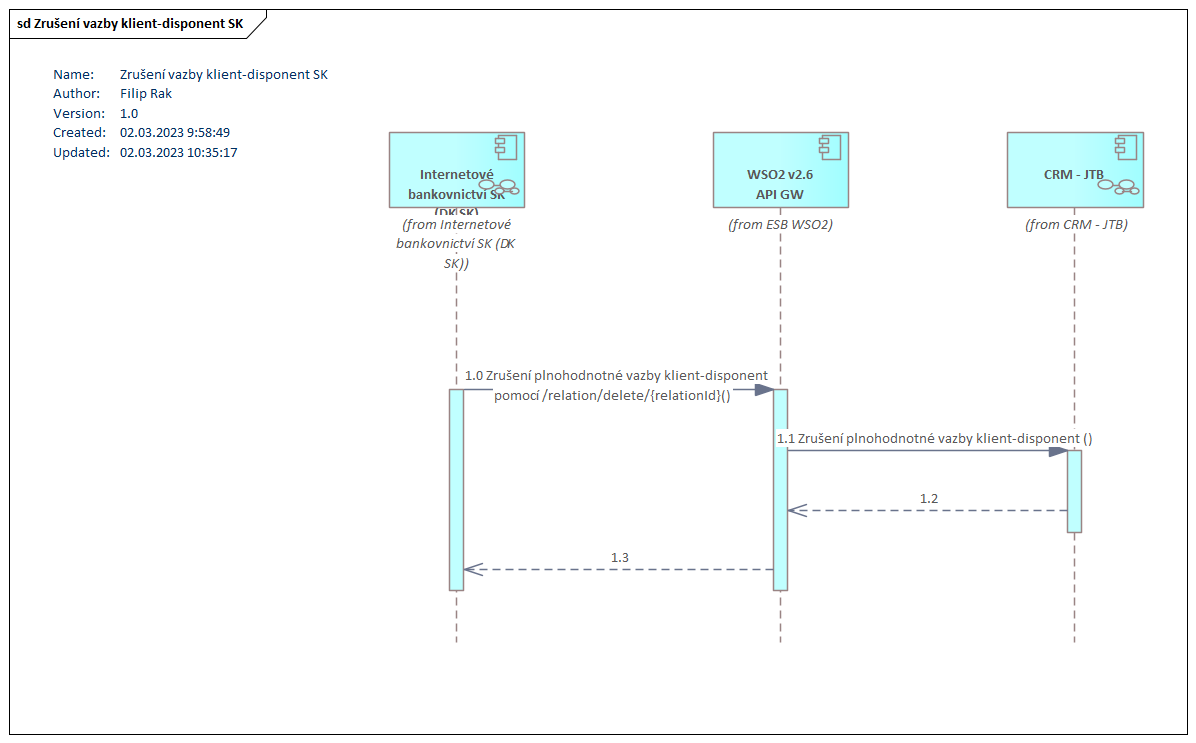 sd Zrušení vazby klient-disponent SK
Name: Zrušení vazby klient-disponent SK
Author: Filip Rak
Version: 1.0
Created: 02.03.2023 9:58:49
Updated: 02.03.2023 10:35:17
Internetové
bankovnictví SK
(DK SK)
(from Internetové
bankovnictví SK (DK
SK))
WSO2 v2.6
API GW
(from ESB WSO2)
CRM - JTB
(from CRM - JTB)
1.0 Zrušení plnohodnotné vazby klient-disponent
pomocí /relation/delete/{relationId}()
1.1 Zrušení plnohodnotné vazby klient-disponent ()
1.2
1.3